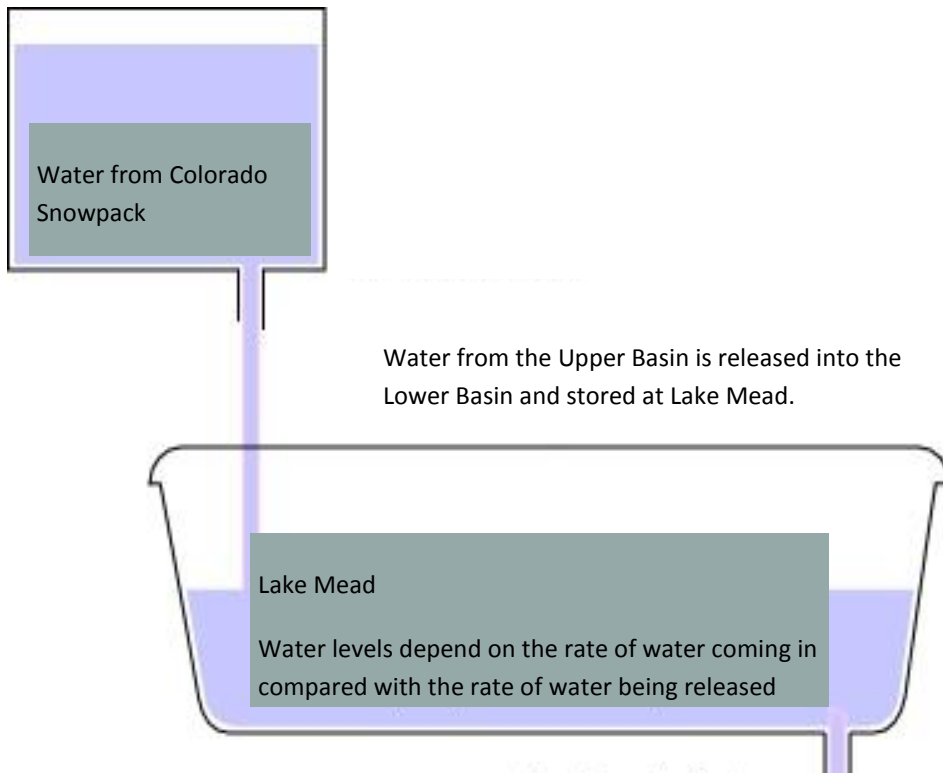 Water from Colorado
Snowpack
Water from the Upper Basin is released into the
Lower Basin and stored at Lake Mead.
Lake Mead
Water levels depend on the rate of water coming in
compared with the rate of water being released